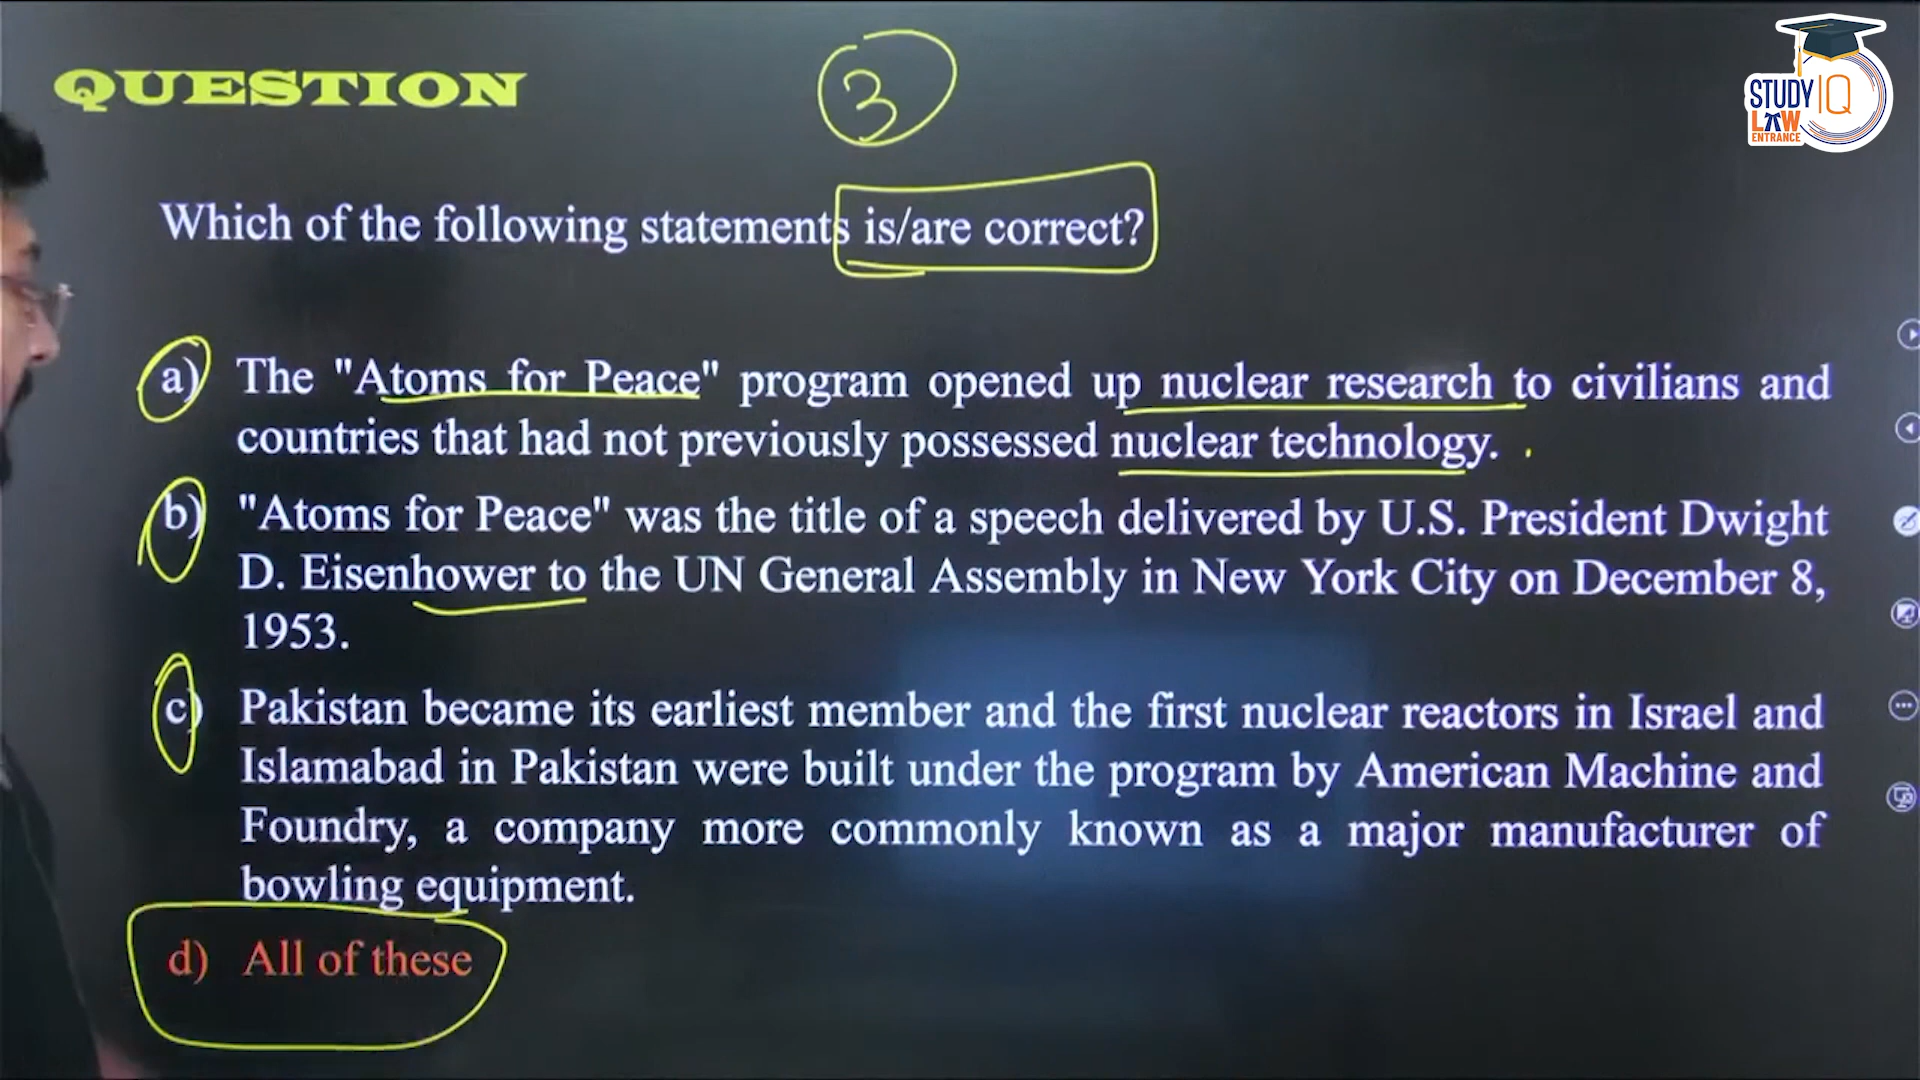 QUESTION
3
STUDY IQ
LAW
ENTRANCE
Which of the following statements is/are correct?
a) The "Atoms for Peace" program opened up nuclear research to civilians and
countries that had not previously possessed nuclear technology.
b) "Atoms for Peace" was the title of a speech delivered by U.S. President Dwight
D. Eisenhower to the UN General Assembly in New York City on December 8,
1953.
c) Pakistan became its earliest member and the first nuclear reactors in Israel and
Islamabad in Pakistan were built under the program by American Machine and
Foundry, a company more commonly known as a major manufacturer of
bowling equipment.
d) All of these